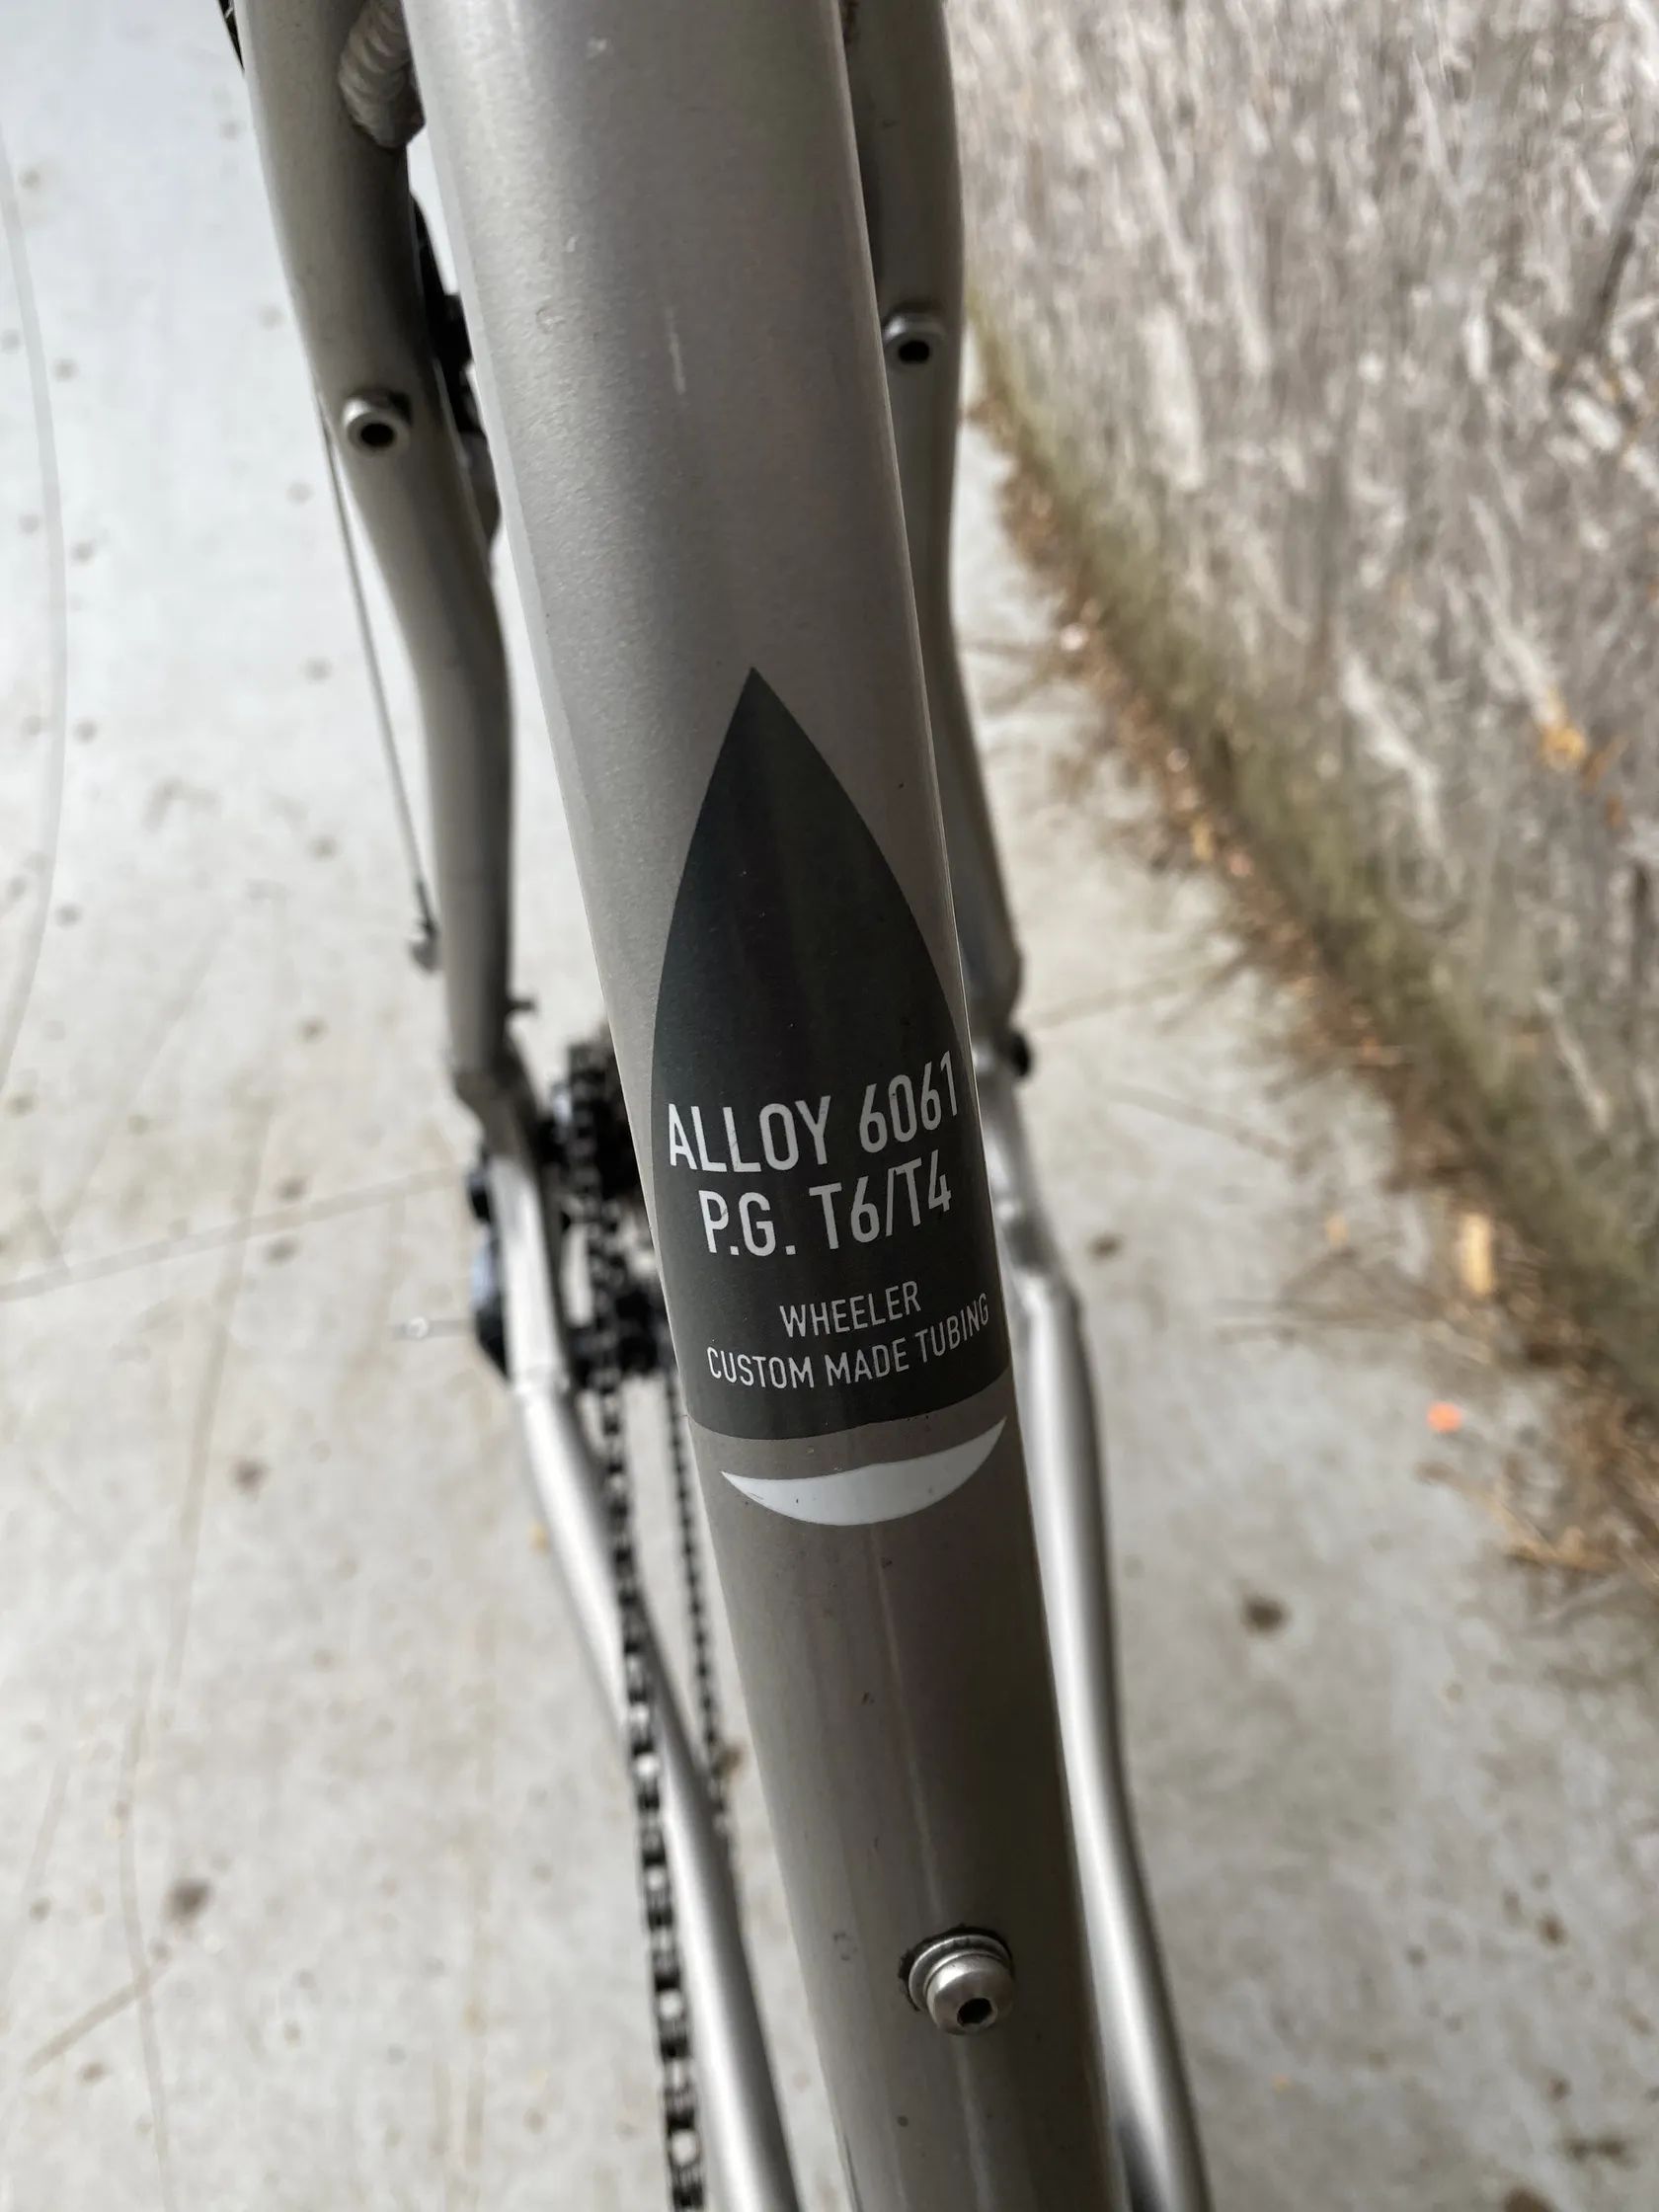 ALLOY 6061
P.G. T6/T4
WHEELER
CUSTOM MADE TUBING